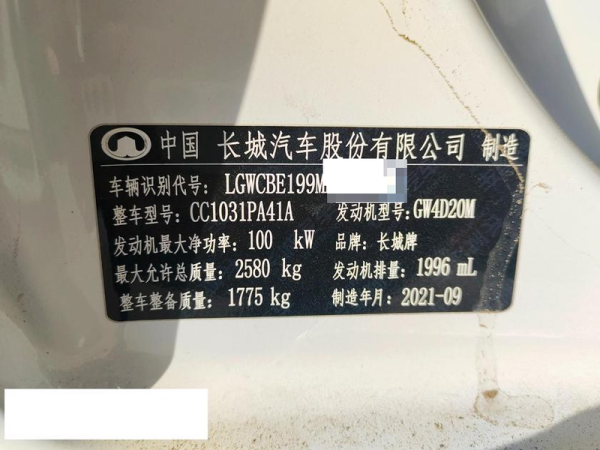 中国 长城汽车股份有限公司 制造
车辆识别代号: LGWCBE199M
整车型号: CC1031PA41A 发动机型号: GW4D20M
发动机最大净功率: 100 kW 品牌: 长城牌
最大允许总质量: 2580 kg 发动机排量: 1996 mL
整车整备质量: 1775 kg 制造年月: 2021-09